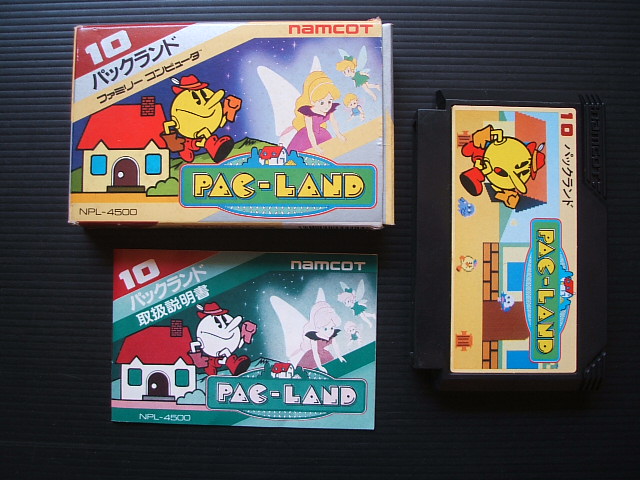 10
パックランド
ファミリーコンピュータ
namcot
PAC-LAND
NPL-4500
10
パックランド
取扱説明書
namcot
PAC-LAND
NPL-4500
10
パックランド
PAC-LAND